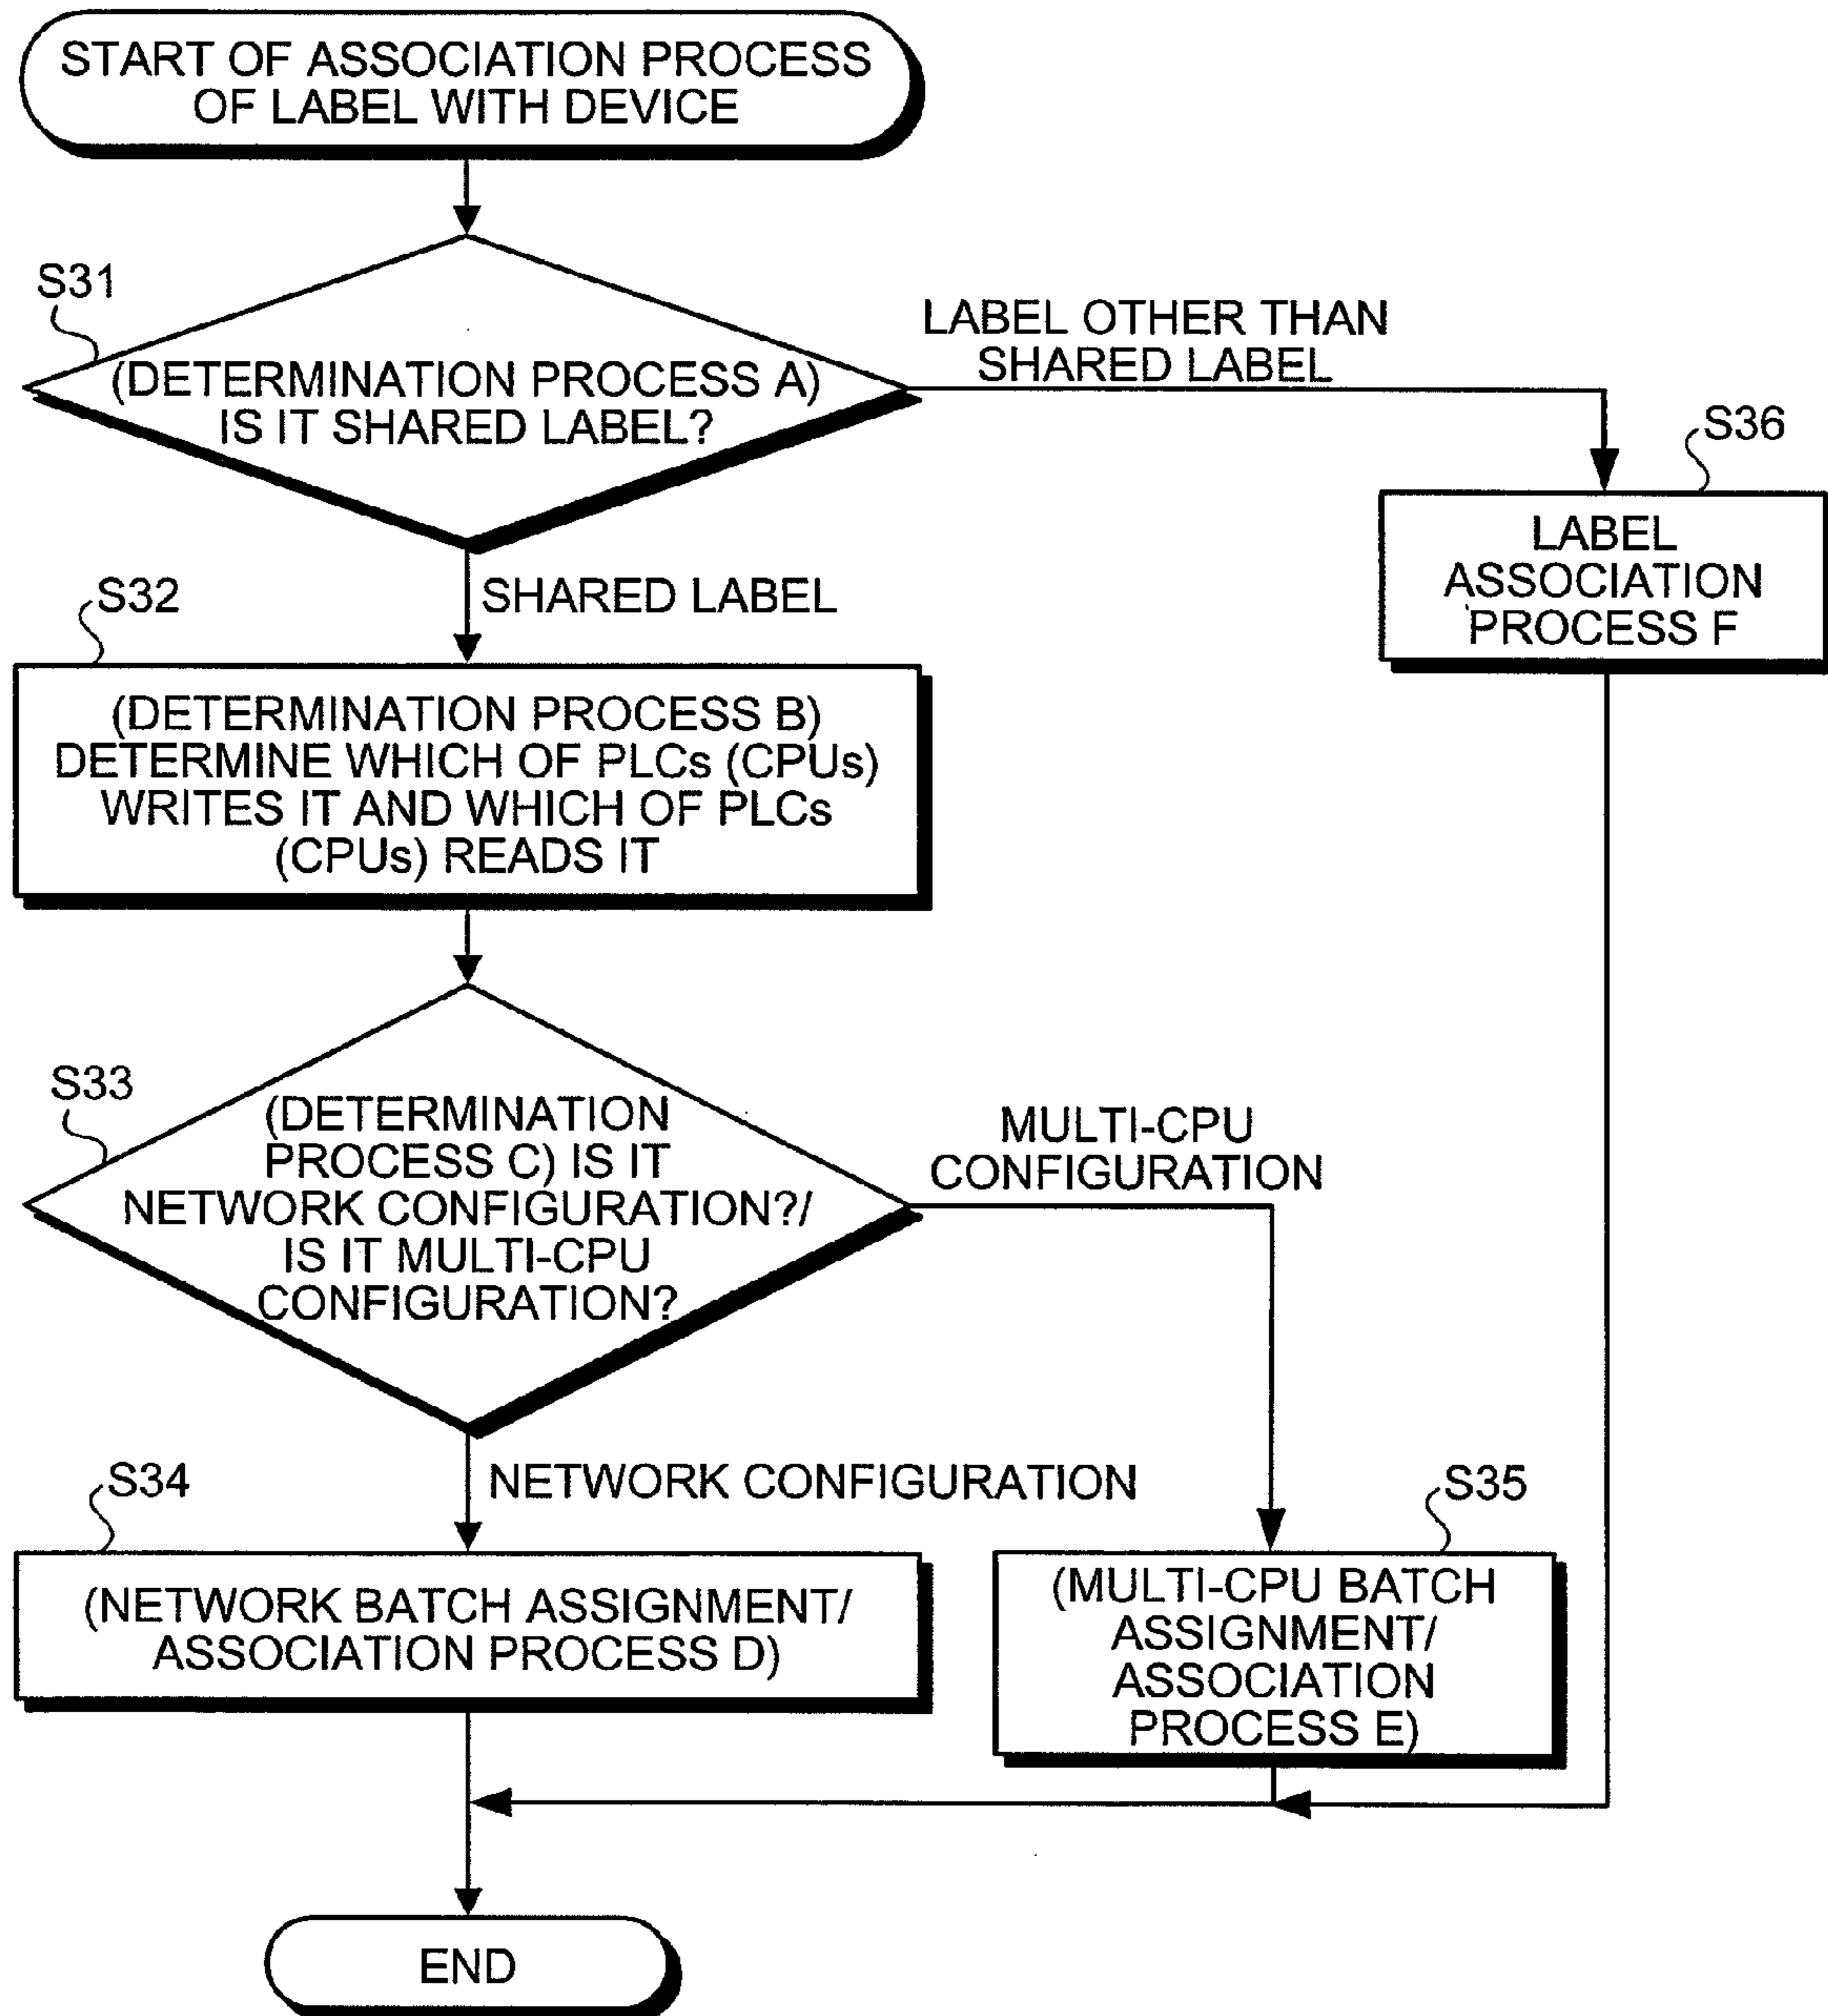 START OF ASSOCIATION PROCESS
OF LABEL WITH DEVICE
S31
(DETERMINATION PROCESS A)
IS IT SHARED LABEL?
LABEL OTHER THAN
SHARED LABEL
S36
LABEL
ASSOCIATION
PROCESS F
SHARED LABEL
S32
(DETERMINATION PROCESS B)
DETERMINE WHICH OF PLCs (CPUs)
WRITES IT AND WHICH OF PLCs
(CPUs) READS IT
S33
(DETERMINATION
PROCESS C) IS IT
NETWORK CONFIGURATION?/
IS IT MULTI-CPU
CONFIGURATION?
MULTI-CPU
CONFIGURATION
NETWORK CONFIGURATION
S34
(NETWORK BATCH ASSIGNMENT/
ASSOCIATION PROCESS D)
S35
(MULTI-CPU BATCH
ASSIGNMENT/
ASSOCIATION
PROCESS E)
END